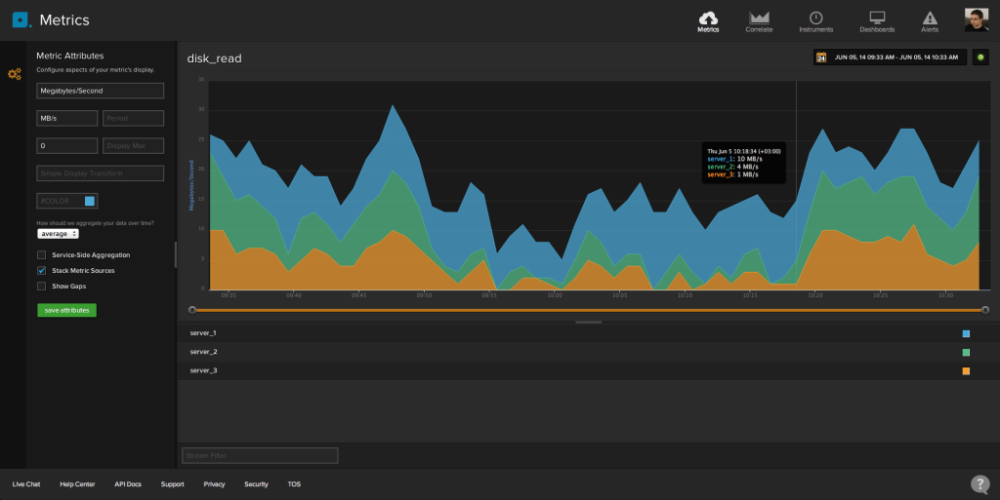 Metrics
Metrics
Correlate
Instruments
Dashboards
Alerts
Metric Attributes
Configure aspects of your metric's display.
Megabytes/Second
MB/s
Period
0
Display Max
Simple Display Transform
#COLOR
How should we aggregate your data over time?
average
Service-Side Aggregation
Stack Metric Sources
Show Gaps
save attributes
disk_read
24
JUN 05, 14 09:33 AM - JUN 05, 14 10:33 AM
35
30
25
20
15
10
5
0
Megabytes/Second
Thu Jun 5 10:18:34 (+03:00)
server_1: 10 MB/s
server_2: 4 MB/s
server_3: 1 MB/s
09:35
09:40
09:45
09:50
09:55
10:00
10:05
10:10
10:15
10:20
10:25
10:30
server_1
server_2
server_3
Stream Filter
Live Chat
Help Center
API Docs
Support
Privacy
Security
TOS
?